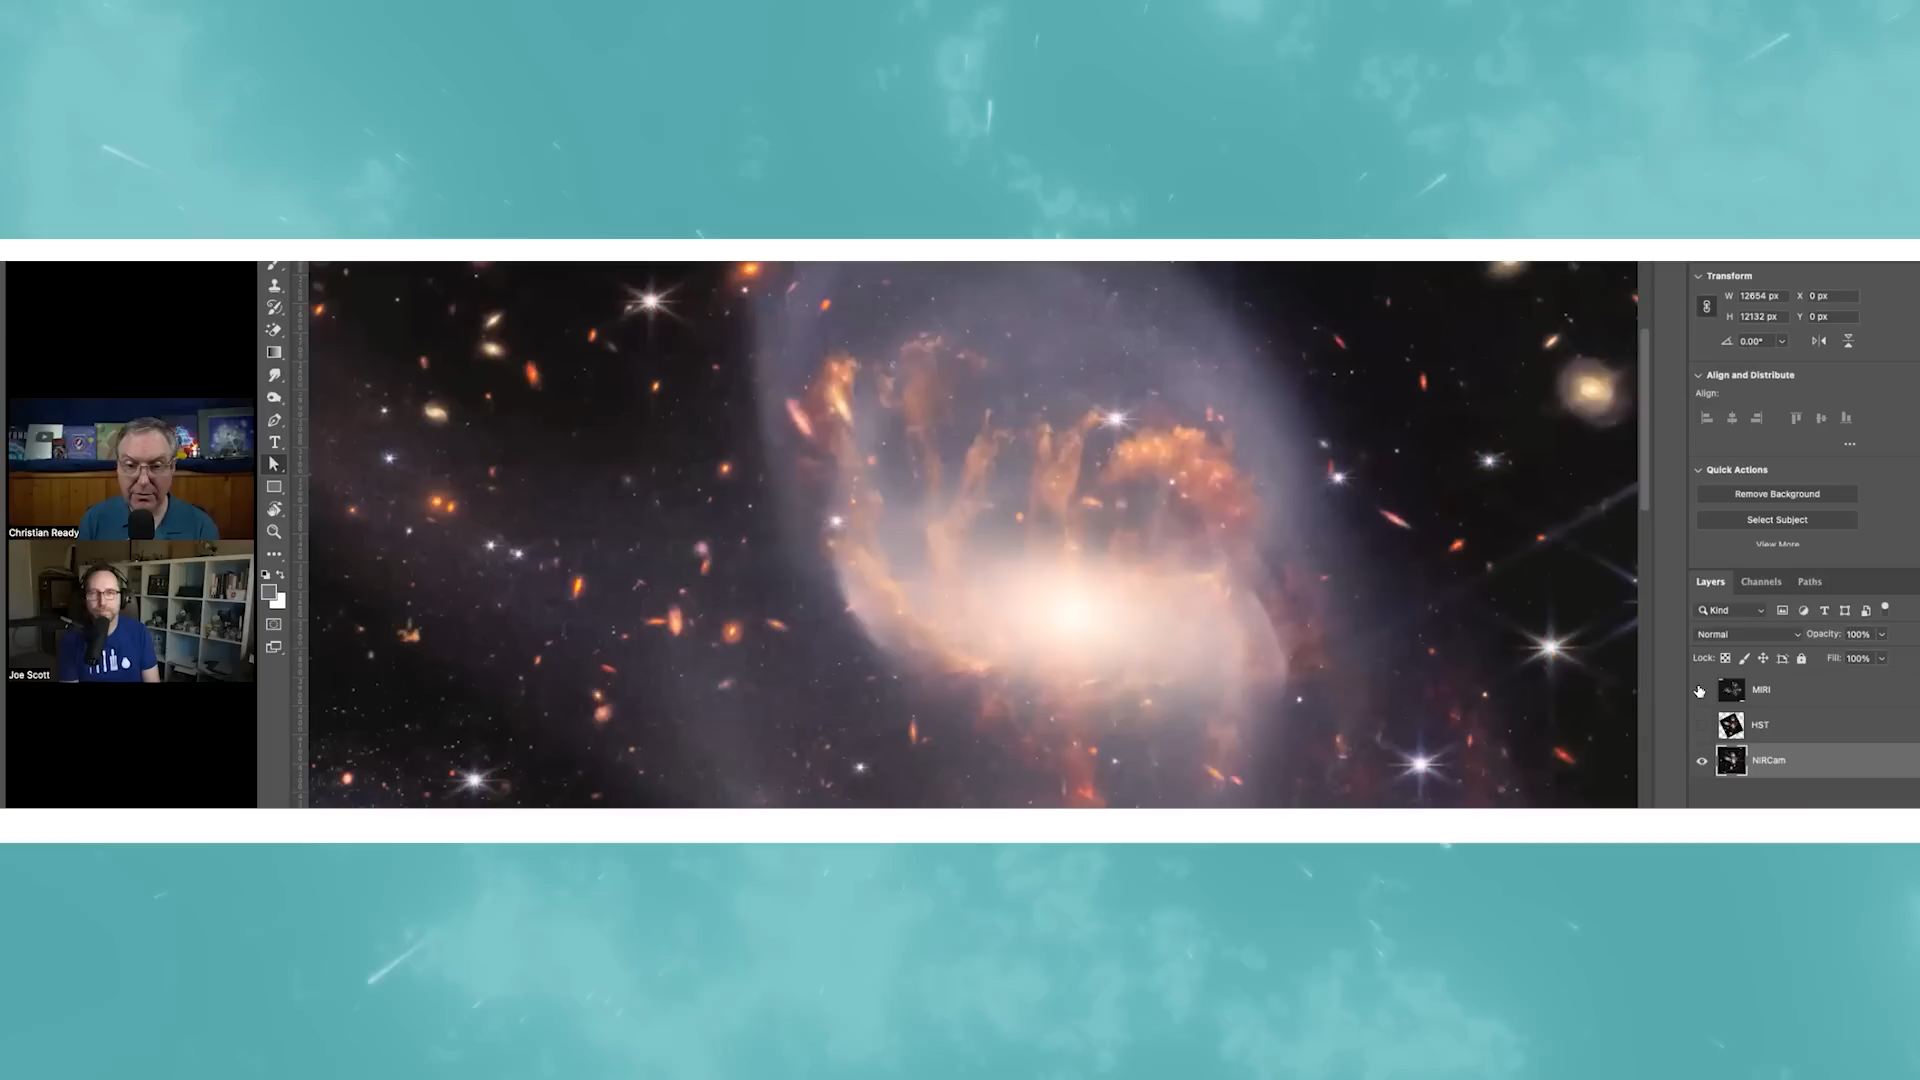 Christian Ready
Joe Scott
Transform
W 12654 px X 0 px
H 12132 px Y 0 px
0.00°
Align and Distribute
Align:
Quick Actions
Remove Background
Select Subject
View More
Layers Channels Paths
Kind
Normal Opacity: 100%
Lock: Fill: 100%
MIRI
HST
NIRCam